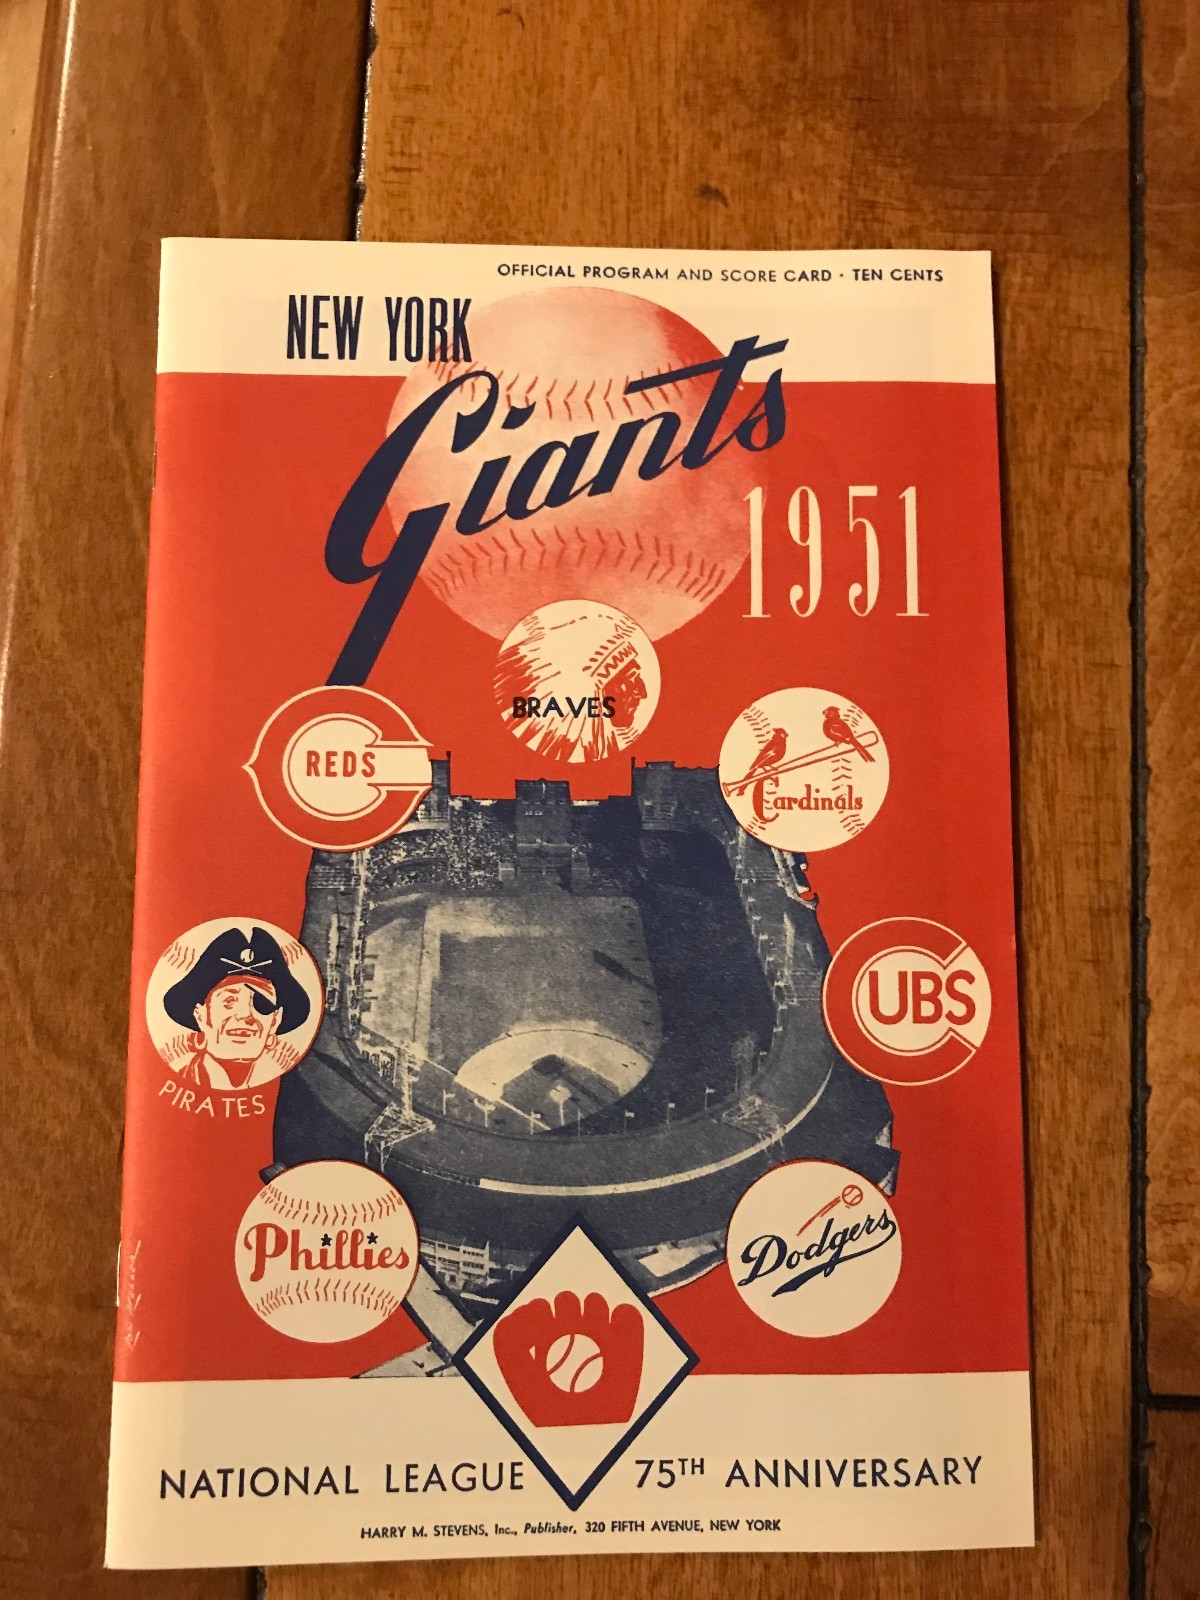 OFFICIAL PROGRAM AND SCORE CARD · TEN CENTS
NEW YORK
Giants
1951
BRAVES
REDS
Cardinals
PIRATES
CUBS
Phillies
Dodgers
NATIONAL LEAGUE 75TH ANNIVERSARY
HARRY M. STEVENS, Inc., Publisher, 320 FIFTH AVENUE, NEW YORK